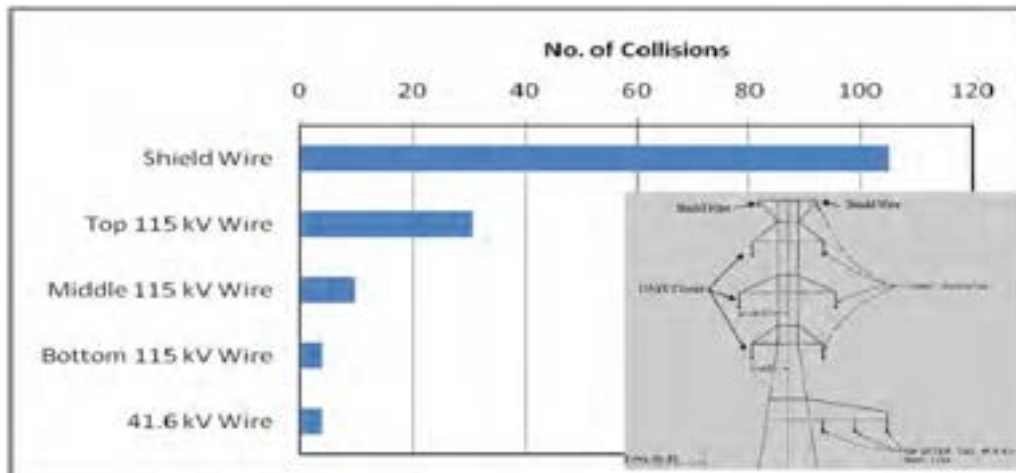 No. of Collisions
0 20 40 60 80 100 120
Shield Wire
Top 115 kV Wire
Middle 115 kV Wire
Bottom 115 kV Wire
41.6 kV Wire
Shield Wire
Shield Wire